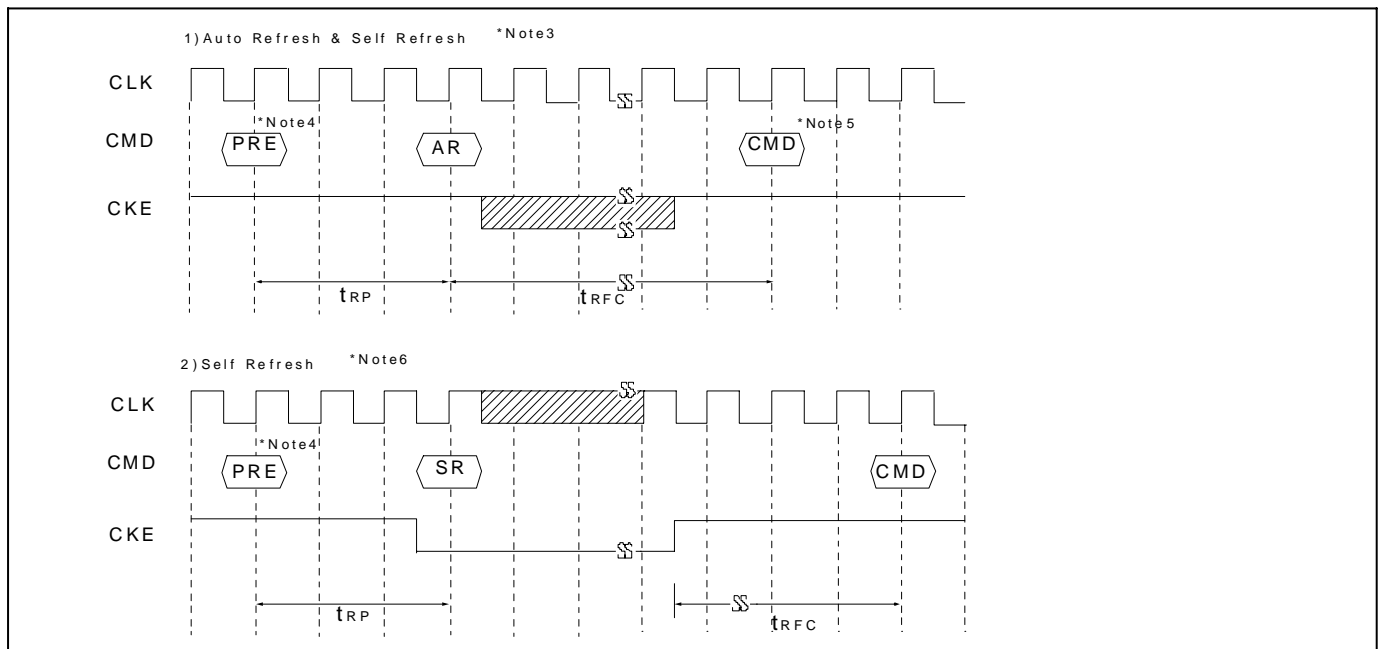 1)Auto Refresh & Self Refresh *Note3
CLK
*Note4 *Note5
CMD PRE AR CMD
CKE
tRP tRFC
2)Self Refresh *Note6
CLK
*Note4
CMD PRE SR CMD
CKE
tRP tRFC